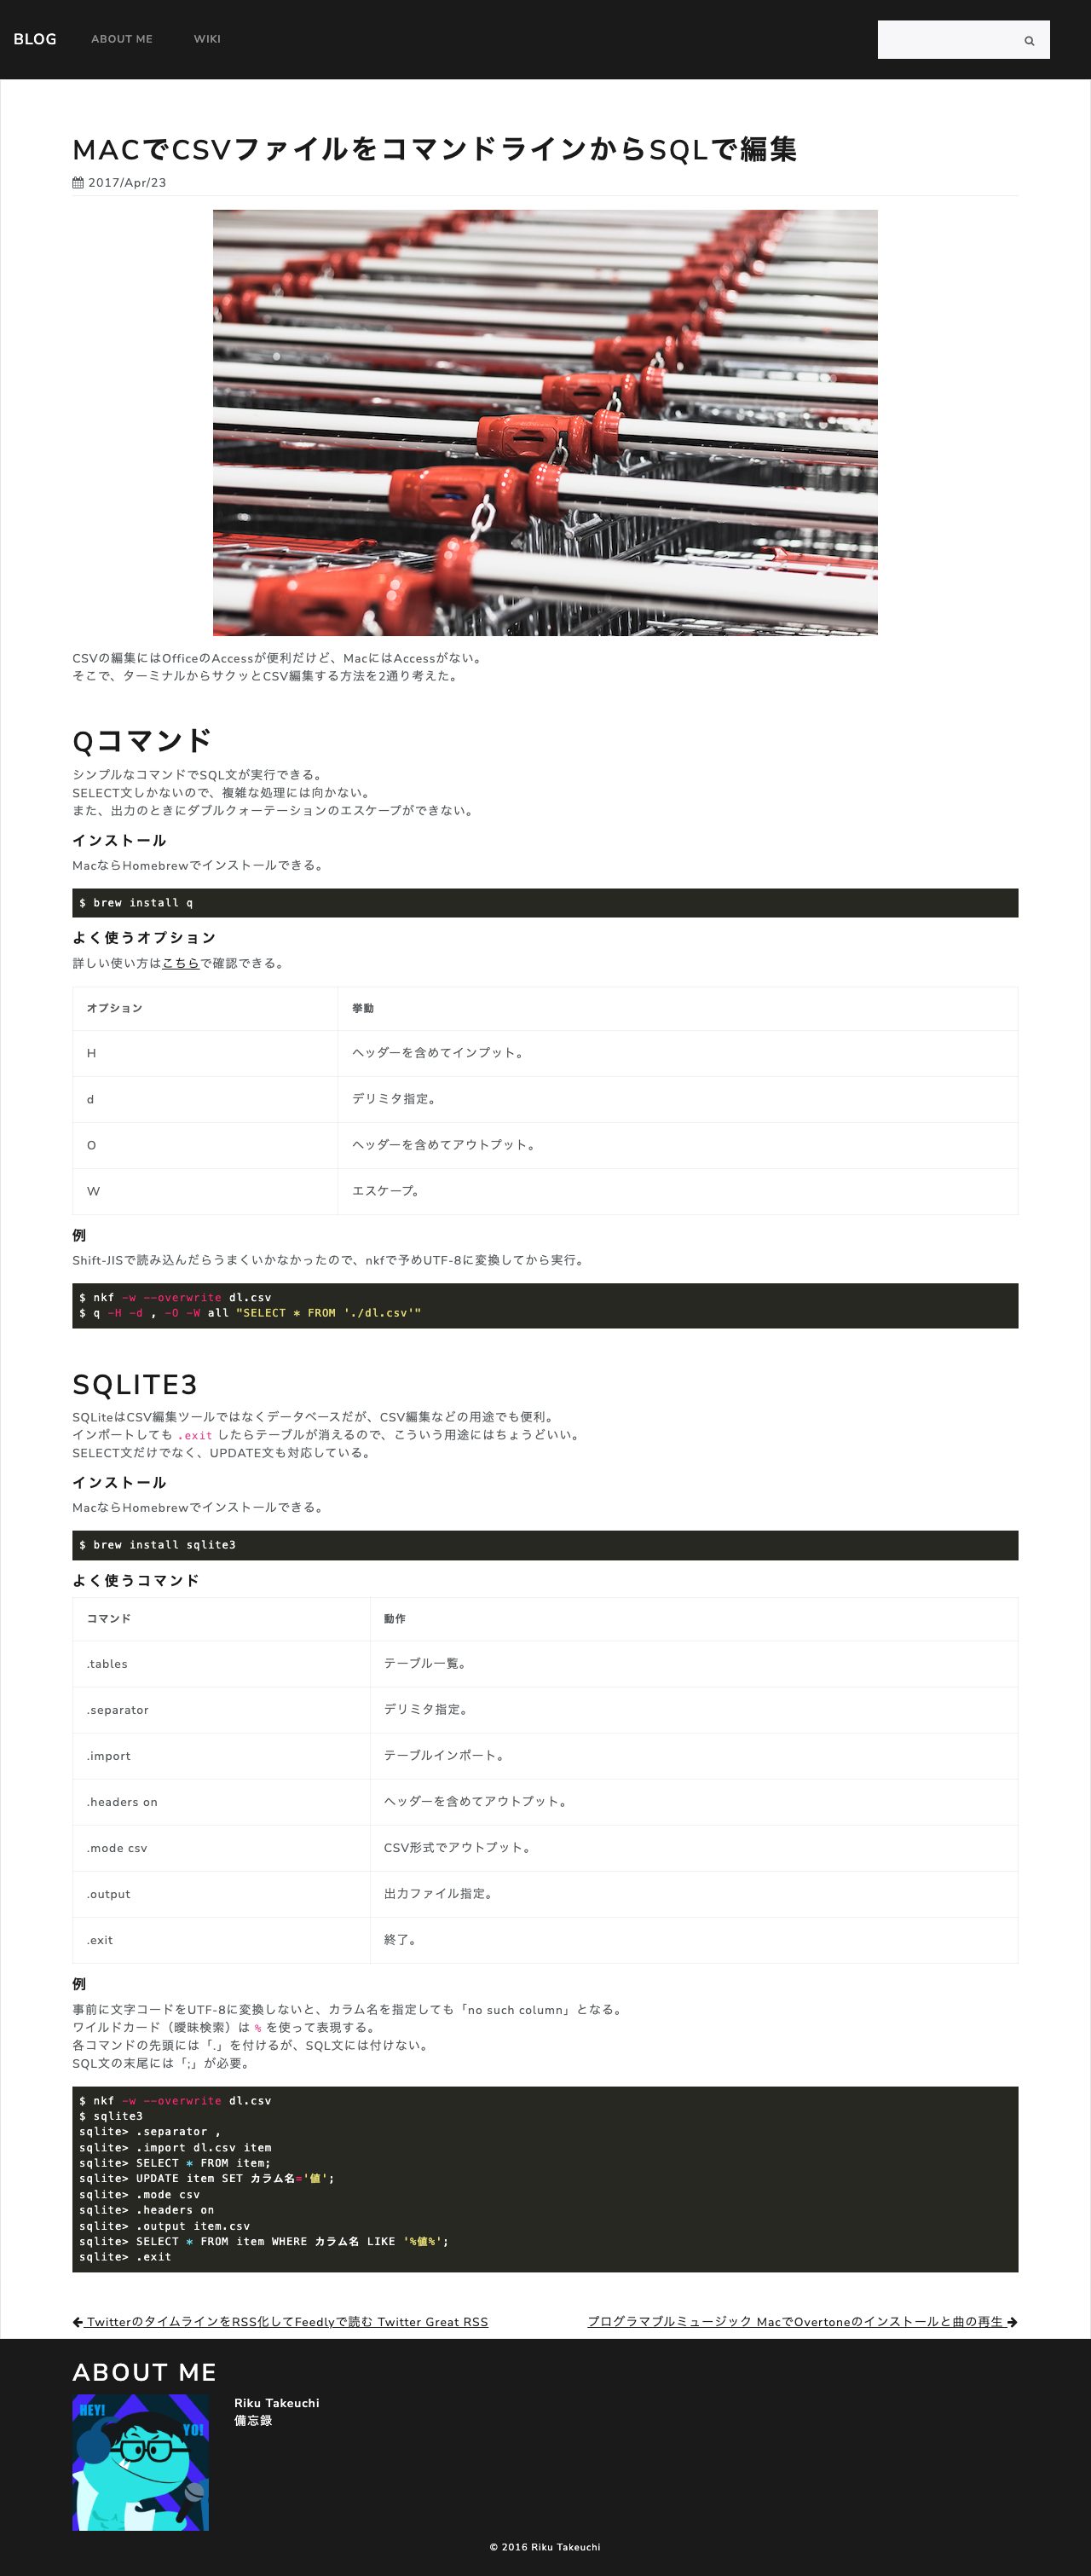 BLOG ABOUT ME WIKI
MACでCSVファイルをコマンドラインからSQLで編集
2017/Apr/23
CSVの編集にはOfficeのAccessが便利だけど、MacにはAccessがない。
そこで、ターミナルからサクッとCSV編集する方法を2通り考えた。
Qコマンド
シンプルなコマンドでSQL文が実行できる。
SELECT文しかないので、複雑な処理には向かない。
また、出力のときにダブルクォーテーションのエスケープができない。
インストール
MacならHomebrewでインストールできる。
$ brew install q
よく使うオプション
詳しい使い方はこちらで確認できる。
オプション 挙動
H ヘッダーを含めてインプット。
d デリミタ指定。
O ヘッダーを含めてアウトプット。
W エスケープ。
例
Shift-JISで読み込んだらうまくいかなかったので、nkfで予めUTF-8に変換してから実行。
$ nkf -w --overwrite dl.csv
$ q -H -d , -O -W all "SELECT * FROM './dl.csv'"
SQLITE3
SQLiteはCSV編集ツールではなくデータベースだが、CSV編集などの用途でも便利。
インポートしても .exit したらテーブルが消えるので、こういう用途にはちょうどいい。
SELECT文だけでなく、UPDATE文も対応している。
インストール
MacならHomebrewでインストールできる。
$ brew install sqlite3
よく使うコマンド
コマンド 動作
.tables テーブル一覧。
.separator デリミタ指定。
.import テーブルインポート。
.headers on ヘッダーを含めてアウトプット。
.mode csv CSV形式でアウトプット。
.output 出力ファイル指定。
.exit 終了。
例
事前に文字コードをUTF-8に変換しないと、カラム名を指定しても「no such column」となる。
ワイルドカード（曖昧検索）は % を使って表現する。
各コマンドの先頭には「.」を付けるが、SQL文には付けない。
SQL文の末尾には「;」が必要。
$ nkf -w --overwrite dl.csv
$ sqlite3
sqlite> .separator ,
sqlite> .import dl.csv item
sqlite> SELECT * FROM item;
sqlite> UPDATE item SET カラム名='値';
sqlite> .mode csv
sqlite> .headers on
sqlite> .output item.csv
sqlite> SELECT * FROM item WHERE カラム名 LIKE '%値%';
sqlite> .exit
TwitterのタイムラインをRSS化してFeedlyで読む Twitter Great RSS プログラマブルミュージック MacでOvertoneのインストールと曲の再生
ABOUT ME
HEY!
YO!
Riku Takeuchi
備忘録
© 2016 Riku Takeuchi